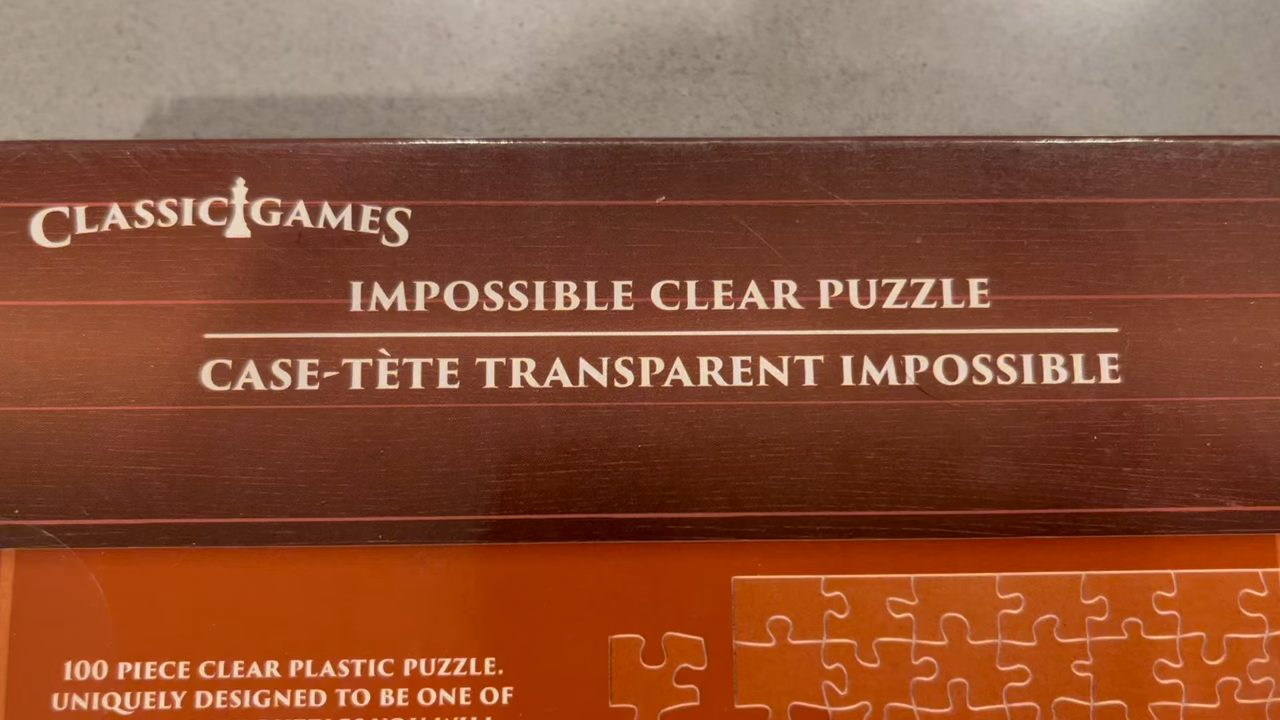 CLASSIC GAMES
IMPOSSIBLE CLEAR PUZZLE
CASE-TÈTE TRANSPARENT IMPOSSIBLE
100 PIECE CLEAR PLASTIC PUZZLE.
UNIQUELY DESIGNED TO BE ONE OF